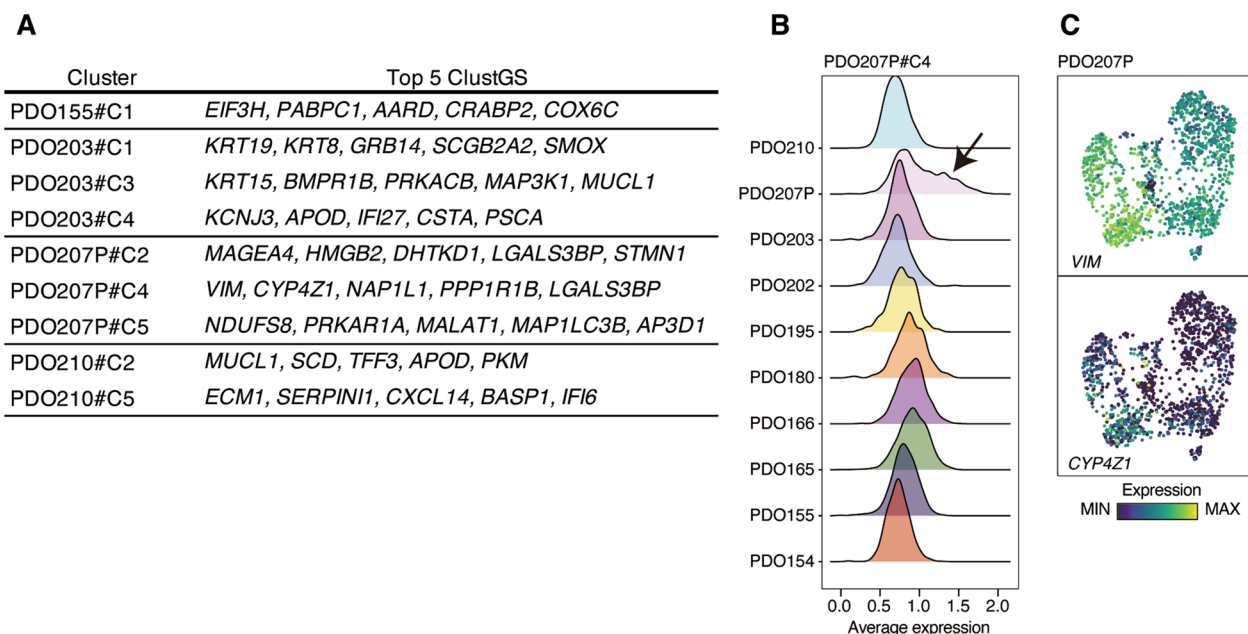 A
Cluster Top 5 ClustGS
PDO155#C1 EIF3H, PABPC1, AARD, CRABP2, COX6C
PDO203#C1 KRT19, KRT8, GRB14, SCGB2A2, SMOX
PDO203#C3 KRT15, BMPR1B, PRKACB, MAP3K1, MUCL1
PDO203#C4 KCNJ3, APOD, IFI27, CSTA, PSCA
PDO207P#C2 MAGEA4, HMGB2, DHTKD1, LGALS3BP, STMN1
PDO207P#C4 VIM, CYP4Z1, NAP1L1, PPP1R1B, LGALS3BP
PDO207P#C5 NDUFS8, PRKAR1A, MALAT1, MAP1LC3B, AP3D1
PDO210#C2 MUCL1, SCD, TFF3, APOD, PKM
PDO210#C5 ECM1, SERPINI1, CXCL14, BASP1, IFI6
B
PDO207P#C4
PDO210
PDO207P
PDO203
PDO202
PDO195
PDO180
PDO166
PDO165
PDO155
PDO154
0.0 0.5 1.0 1.5 2.0
Average expression
C
PDO207P
VIM
CYP4Z1
Expression
MIN MAX